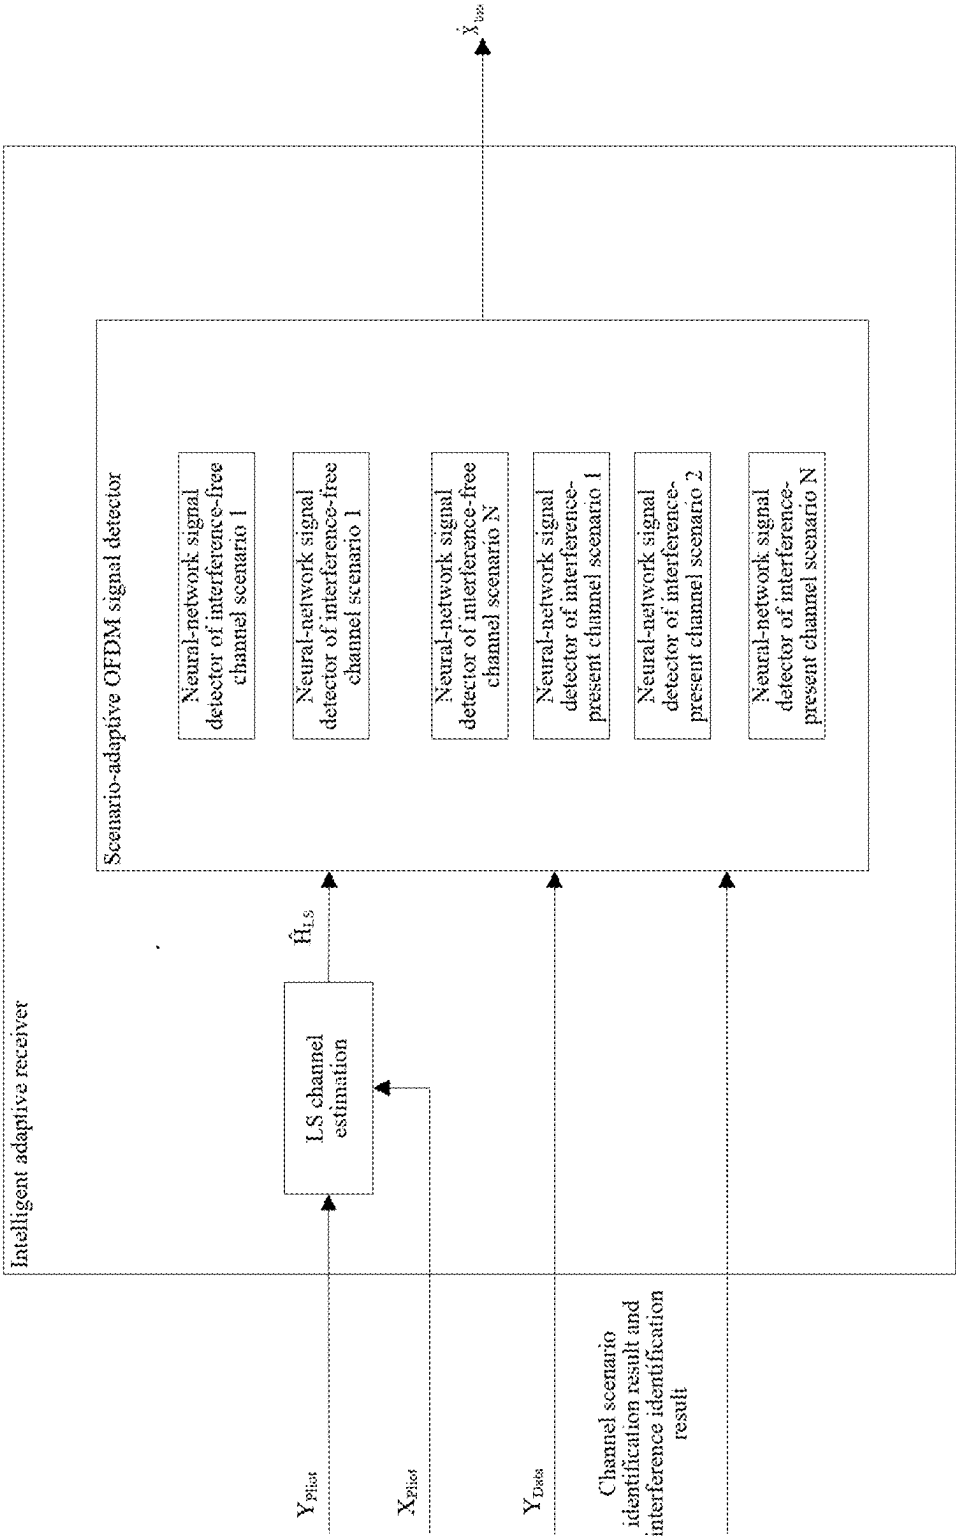 Intelligent adaptive receiver
Scenario-adaptive OFDM signal detector
Neural-network signal
detector of interference-free
channel scenario 1
Neural-network signal
detector of interference-free
channel scenario 1
Neural-network signal
detector of interference-free
channel scenario N
Neural-network signal
detector of interference-
present channel scenario 1
Neural-network signal
detector of interference-
present channel scenario 2
Neural-network signal
detector of interference-
present channel scenario N
LS channel
estimation
Ĥ_LS
Y_Pilot
X_Pilot
Y_Data
Channel scenario
identification result and
interference identification
result